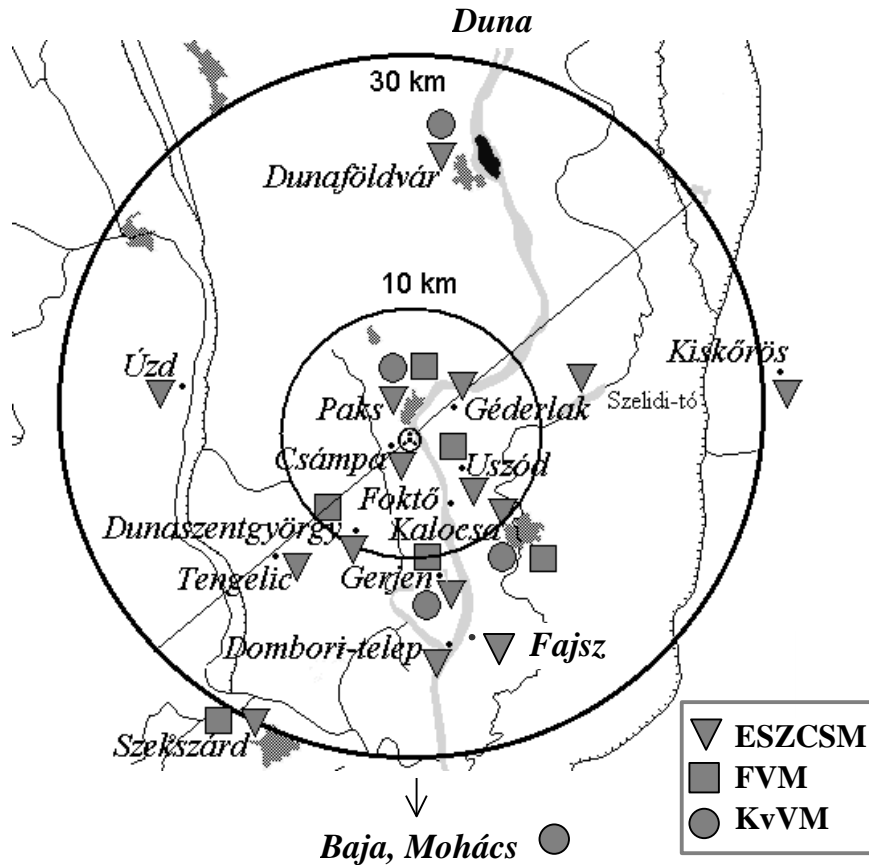 Duna
30 km
Dunaföldvár
10 km
Kiskőrös
Úzd
Szelidi-tó
Paks
Géderlak
Csámpa
Uszód
Foktő
Dunaszentgyörgy
Kalocsa
Tengelic
Gerjen
Dombori-telep
Fajsz
Szekszárd
ESZCSM
FVM
KvVM
Baja, Mohács